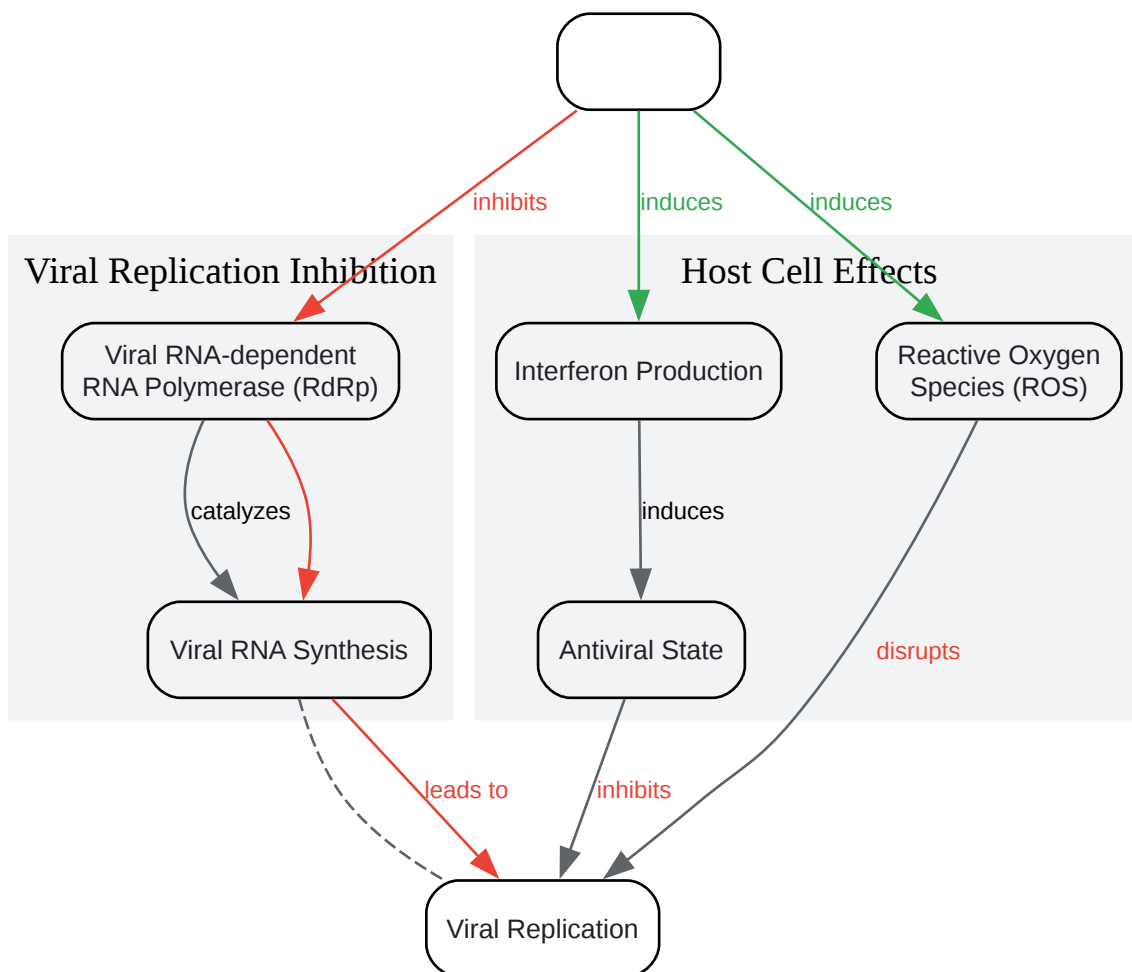 inhibits
induces
induces
Viral Replication Inhibition
Host Cell Effects
Viral RNA-dependent
RNA Polymerase (RdRp)
Interferon Production
Reactive Oxygen
Species (ROS)
catalyzes
induces
Viral RNA Synthesis
Antiviral State
disrupts
leads to
inhibits
Viral Replication